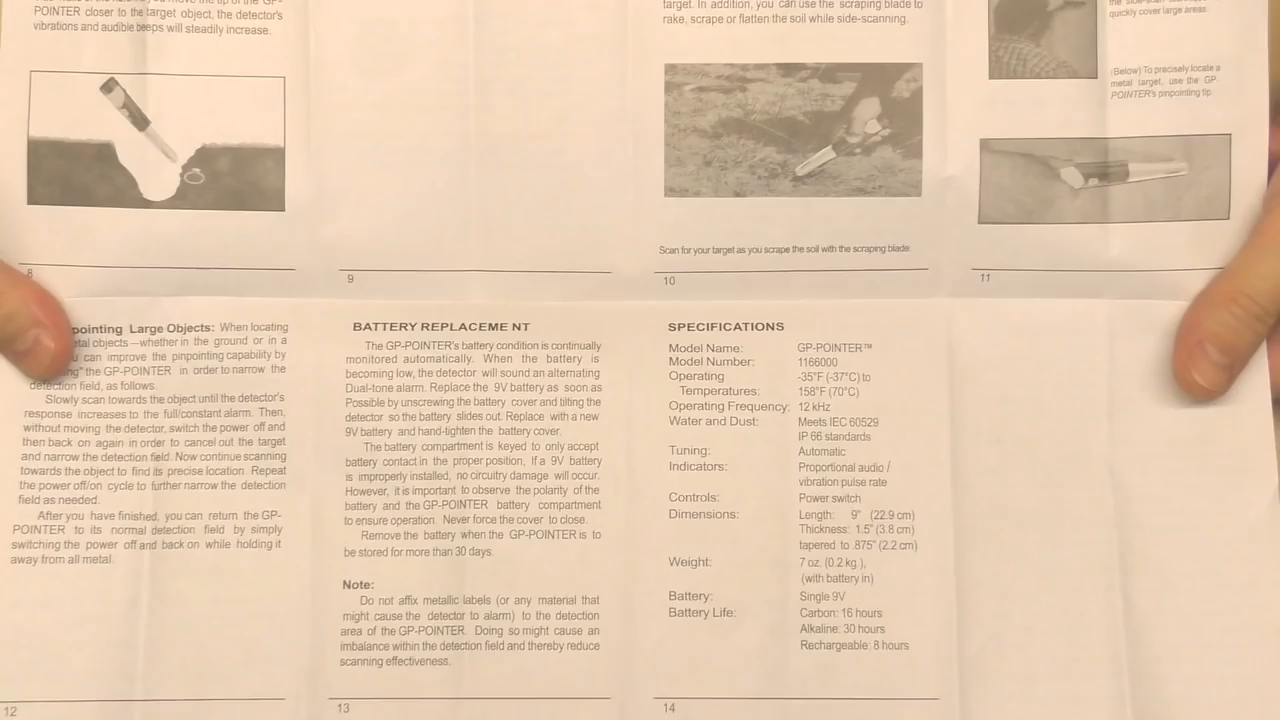 POINTER closer to the target object, the detector's
vibrations and audible beeps will steadily increase.
8
9
target. In addition, you can use the scraping blade to
rake, scrape or flatten the soil while side-scanning.
Scan for your target as you scrape the soil with the scraping blade.
10
quickly cover large areas.
(Below) To precisely locate a
metal target, use the GP-
POINTER's pinpointing tip.
11
pointing Large Objects: When locating
objects —whether in the ground or in a
can improve the pinpointing capability by
the GP-POINTER in order to narrow the
detection field, as follows.
Slowly scan towards the object until the detector's
response increases to the full/constant alarm. Then,
without moving the detector, switch the power off and
then back on again in order to cancel out the target
and narrow the detection field. Now continue scanning
towards the object to find its precise location. Repeat
the power off/on cycle to further narrow the detection
field as needed.
After you have finished, you can return the GP-
POINTER to its normal detection field by simply
switching the power off and back on while holding it
away from all metal.
12
BATTERY REPLACEME NT
The GP-POINTER's battery condition is continually
monitored automatically. When the battery is
becoming low, the detector will sound an alternating
Dual-tone alarm. Replace the 9V battery as soon as
Possible by unscrewing the battery cover and tilting the
detector so the battery slides out. Replace with a new
9V battery and hand-tighten the battery cover.
The battery compartment is keyed to only accept
battery contact in the proper position, If a 9V battery
is improperly installed, no circuitry damage will occur.
However, it is important to observe the polarity of the
battery and the GP-POINTER battery compartment
to ensure operation. Never force the cover to close.
Remove the battery when the GP-POINTER is to
be stored for more than 30 days.
Note:
Do not affix metallic labels (or any material that
might cause the detector to alarm) to the detection
area of the GP-POINTER. Doing so might cause an
imbalance within the detection field and thereby reduce
scanning effectiveness.
13
SPECIFICATIONS
Model Name: GP-POINTER™
Model Number: 1166000
Operating -35°F (-37°C) to
Temperatures: 158°F (70°C)
Operating Frequency: 12 kHz
Water and Dust: Meets IEC 60529
IP 66 standards
Tuning: Automatic
Indicators: Proportional audio /
vibration pulse rate
Controls: Power switch
Dimensions: Length: 9" (22.9 cm)
Thickness: 1.5" (3.8 cm)
tapered to .875" (2.2 cm)
Weight: 7 oz. (0.2 kg.),
(with battery in)
Battery: Single 9V
Battery Life: Carbon: 16 hours
Alkaline: 30 hours
Rechargeable: 8 hours
14